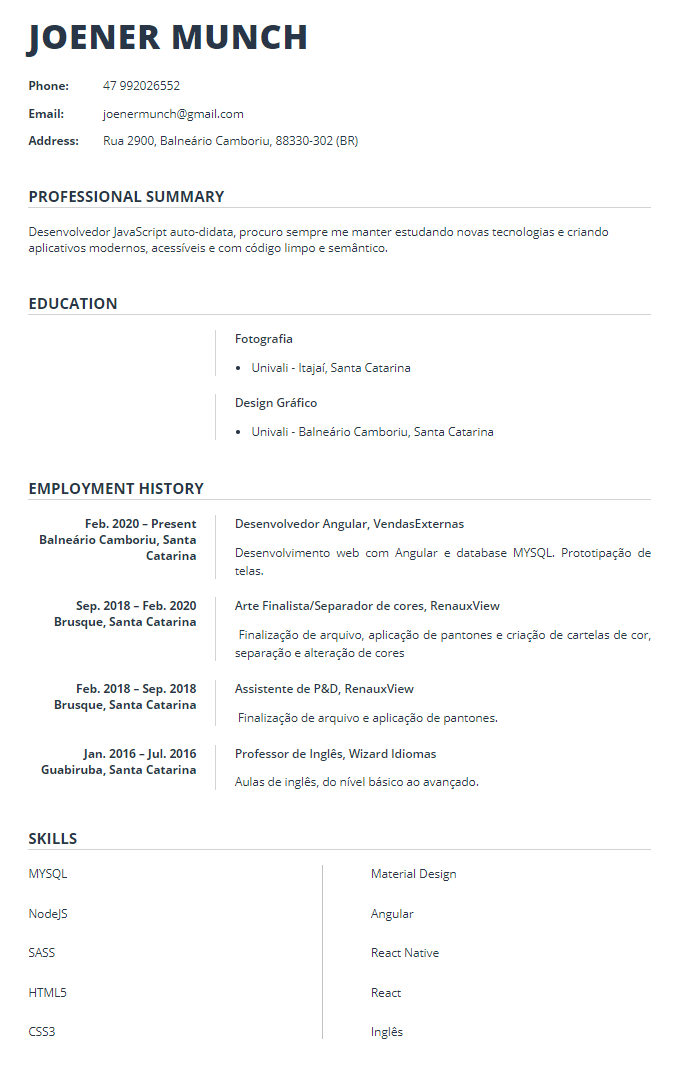 JOENER MUNCH
Phone: 47 992026552
Email: joenermunch@gmail.com
Address: Rua 2900, Balneário Camboriu, 88330-302 (BR)
PROFESSIONAL SUMMARY
Desenvolvedor JavaScript auto-didata, procuro sempre me manter estudando novas tecnologias e criando
aplicativos modernos, acessíveis e com código limpo e semântico.
EDUCATION
Fotografia
• Univali - Itajaí, Santa Catarina
Design Gráfico
• Univali - Balneário Camboriu, Santa Catarina
EMPLOYMENT HISTORY
Feb. 2020 – Present
Balneário Camboriu, Santa
Catarina
Desenvolvedor Angular, VendasExternas
Desenvolvimento web com Angular e database MYSQL. Prototipação de
telas.
Sep. 2018 – Feb. 2020
Brusque, Santa Catarina
Arte Finalista/Separador de cores, RenauxView
Finalização de arquivo, aplicação de pantones e criação de cartelas de cor,
separação e alteração de cores
Feb. 2018 – Sep. 2018
Brusque, Santa Catarina
Assistente de P&D, RenauxView
Finalização de arquivo e aplicação de pantones.
Jan. 2016 – Jul. 2016
Guabiruba, Santa Catarina
Professor de Inglês, Wizard Idiomas
Aulas de inglês, do nível básico ao avançado.
SKILLS
MYSQL
NodeJS
SASS
HTML5
CSS3
Material Design
Angular
React Native
React
Inglês